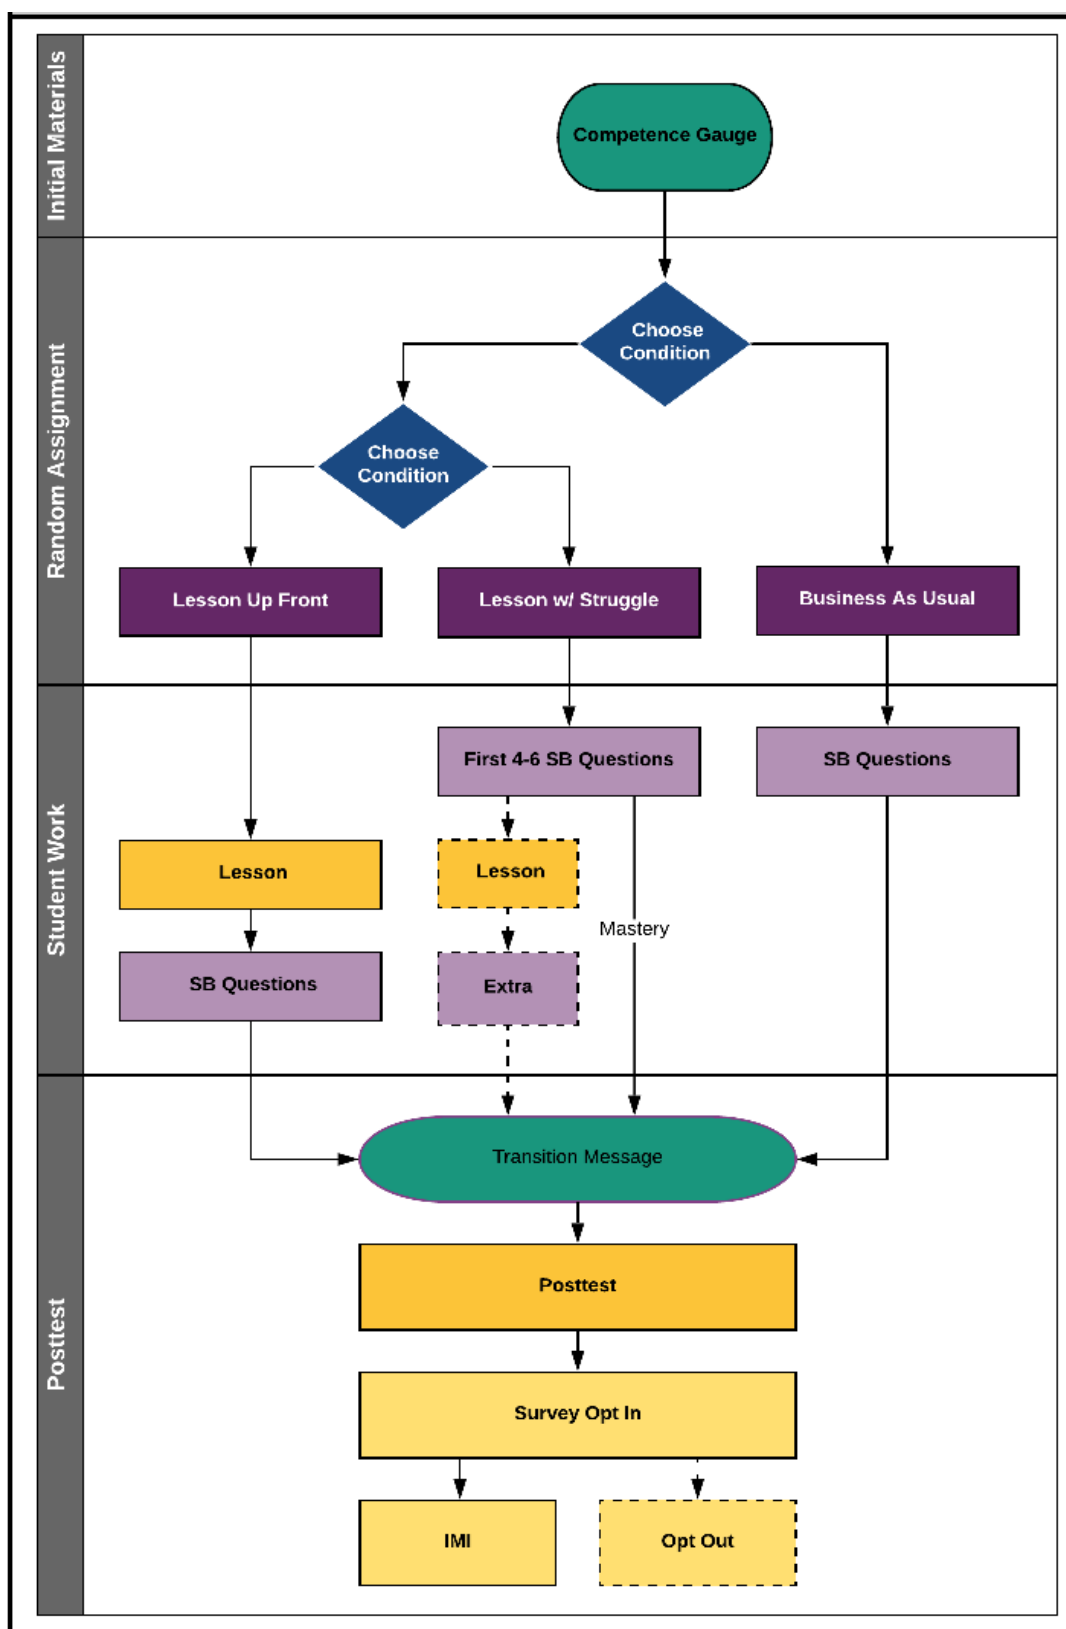 Initial Materials
Competence Gauge
Random Assignment
Choose
Condition
Choose
Condition
Lesson Up Front
Lesson w/ Struggle
Business As Usual
Student Work
First 4-6 SB Questions
SB Questions
Lesson
Lesson
Mastery
SB Questions
Extra
Posttest
Transition Message
Posttest
Survey Opt In
IMI
Opt Out